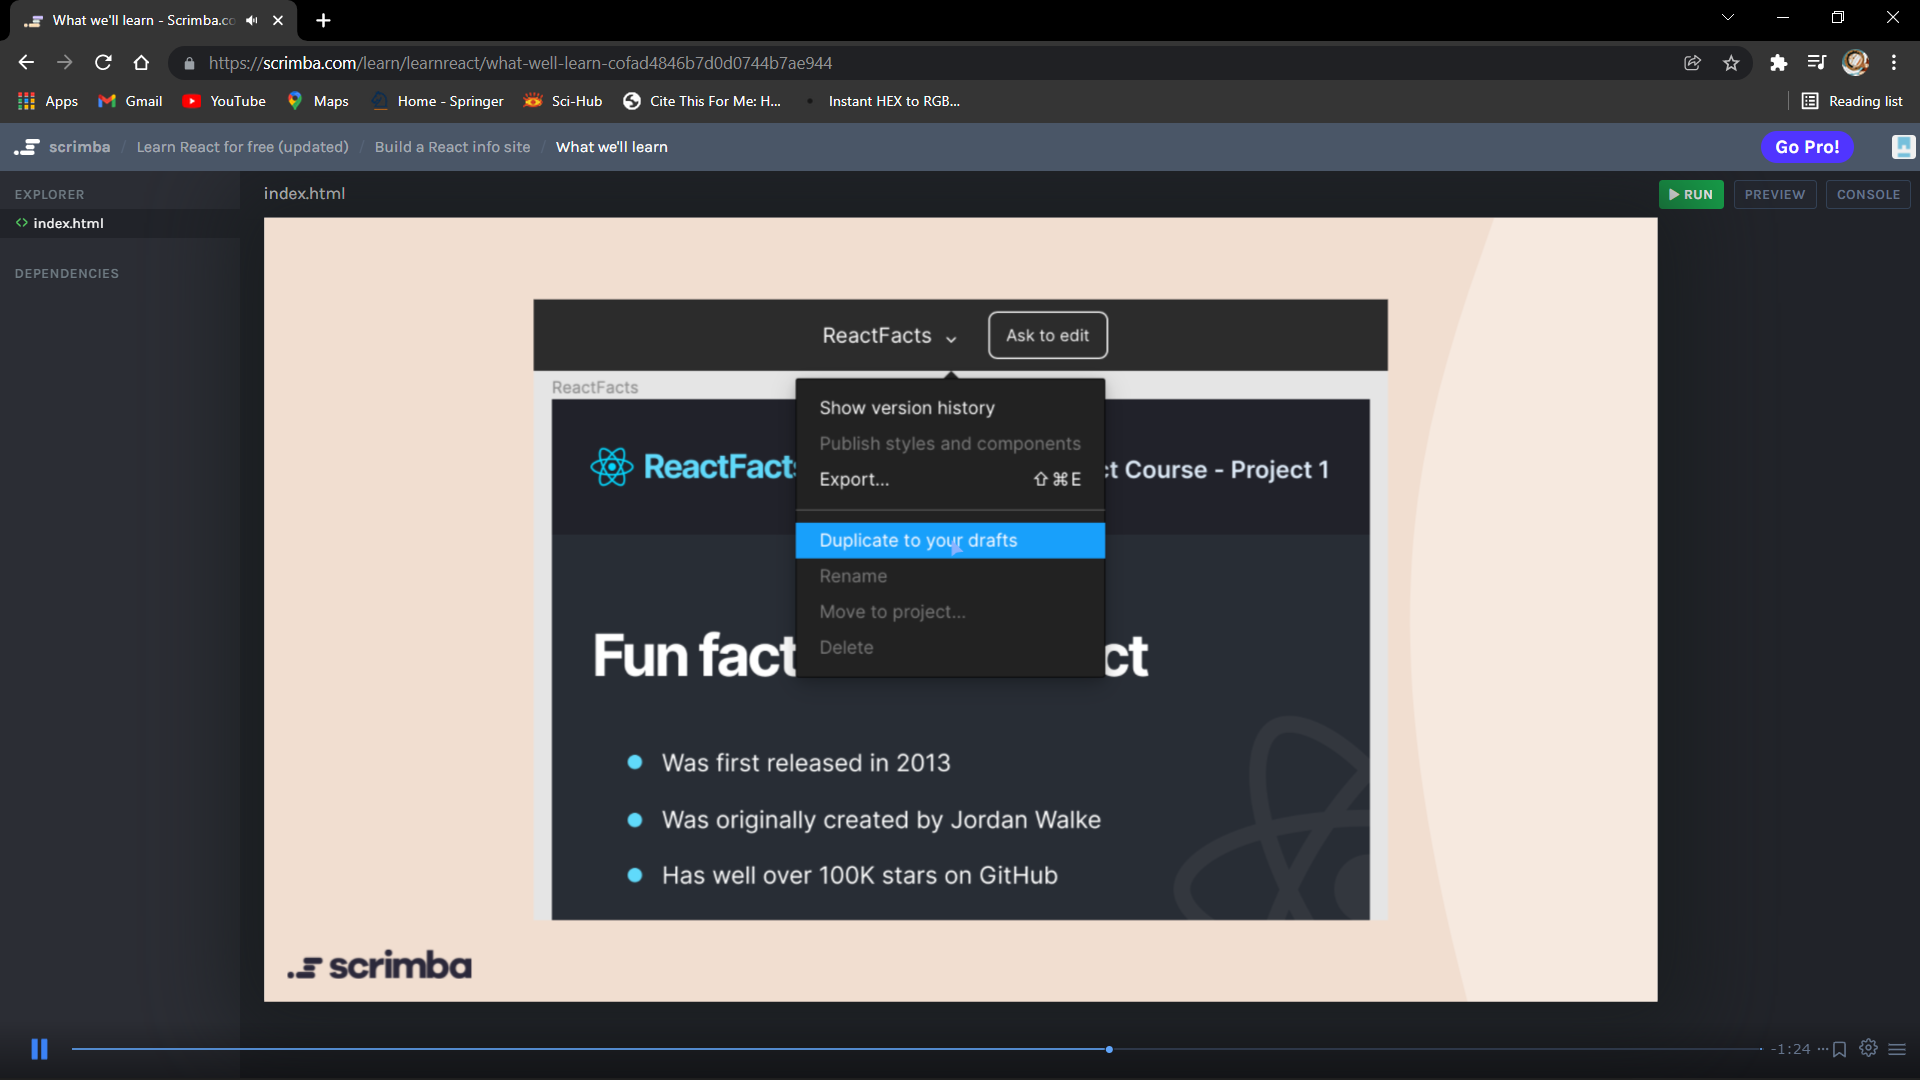 What we'll learn - Scrimba.co
https://scrimba.com/learn/learnreact/what-well-learn-cofad4846b7d0d0744b7ae944
Apps Gmail YouTube Maps Home - Springer Sci-Hub Cite This For Me: H... Instant HEX to RGB... Reading list
scrimba / Learn React for free (updated) / Build a React info site / What we'll learn Go Pro!
EXPLORER
index.html
DEPENDENCIES
index.html RUN PREVIEW CONSOLE
ReactFacts Ask to edit
ReactFacts
Show version history
Publish styles and components
Export... ⇧⌘E
Duplicate to your drafts
Rename
Move to project...
Delete
ReactFacts ct Course - Project 1
Fun fact ct
Was first released in 2013
Was originally created by Jordan Walke
Has well over 100K stars on GitHub
scrimba
-1:24